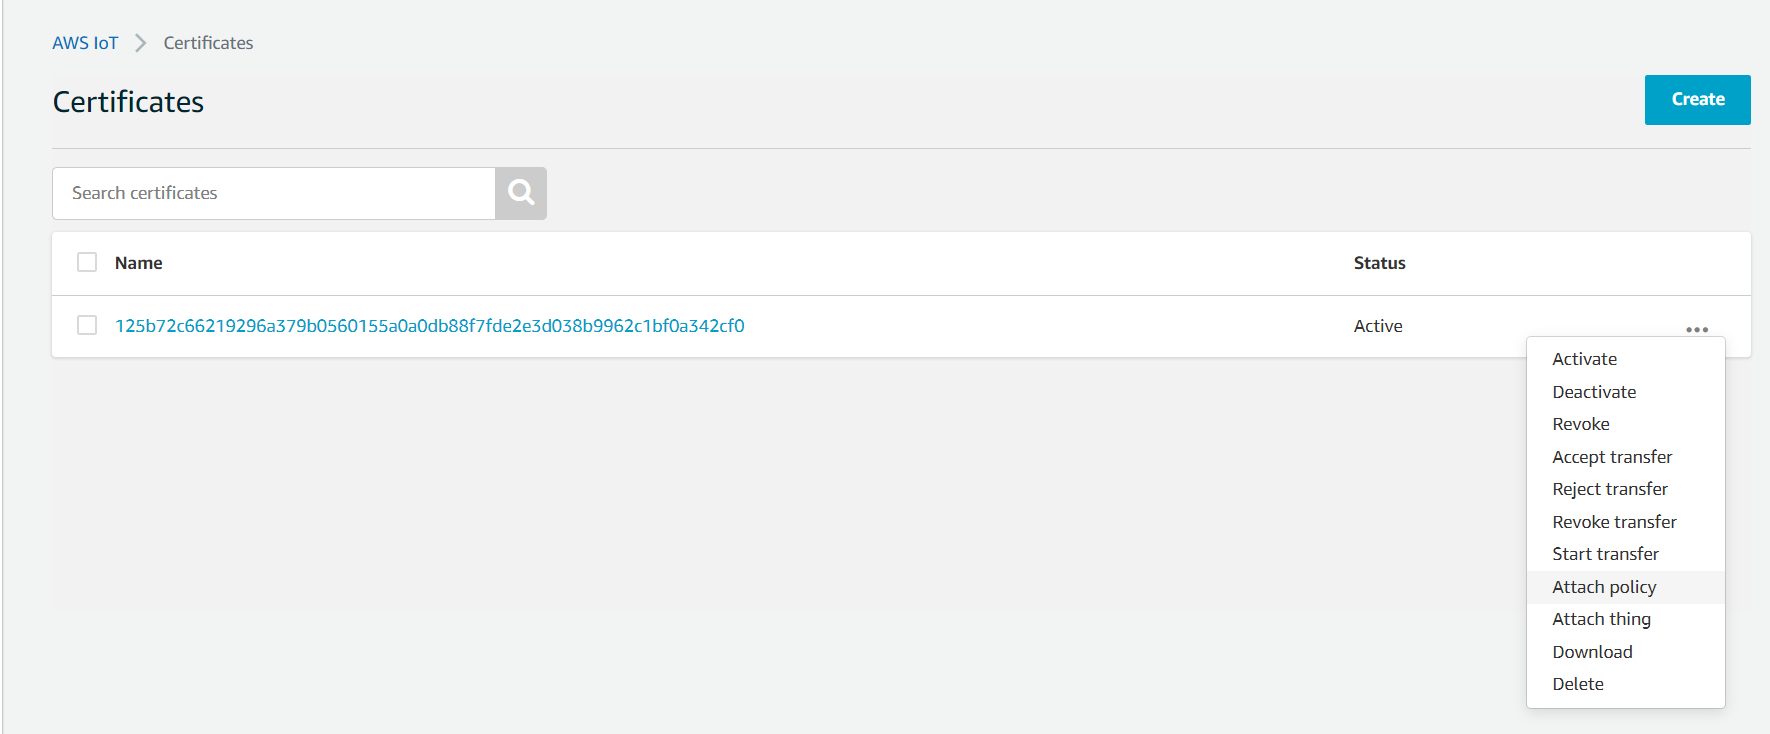 AWS IoT > Certificates
Certificates
Create
Search certificates
Name Status
125b72c66219296a379b0560155a0a0db88f7fde2e3d038b9962c1bf0a342cf0 Active
Activate
Deactivate
Revoke
Accept transfer
Reject transfer
Revoke transfer
Start transfer
Attach policy
Attach thing
Download
Delete